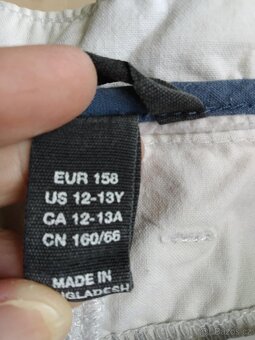 EUR 158
US 12-13Y
CA 12-13A
CN 160/66
MADE IN
BANGLADESH